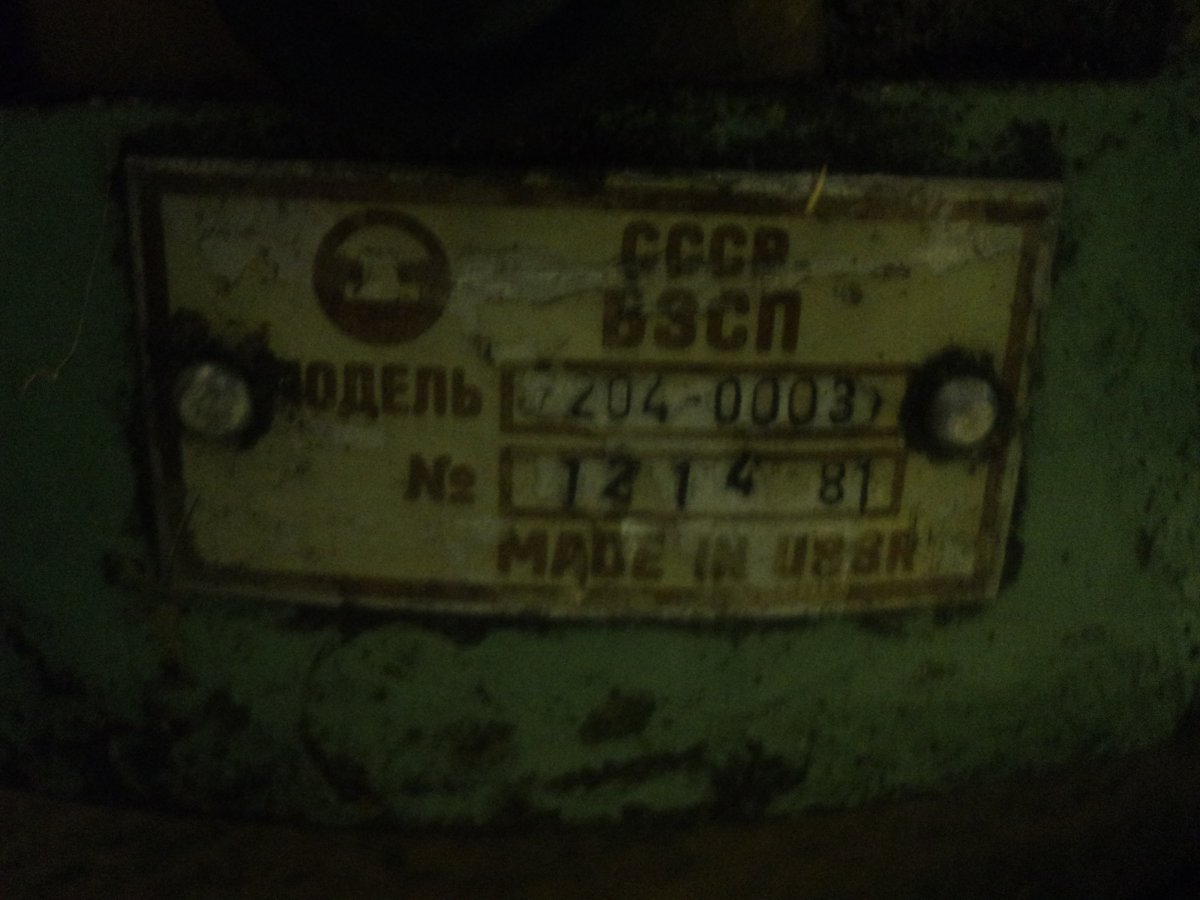 СССР
БЗСП
МОДЕЛЬ 7204-0003
№ 1214 81
MADE IN USSR